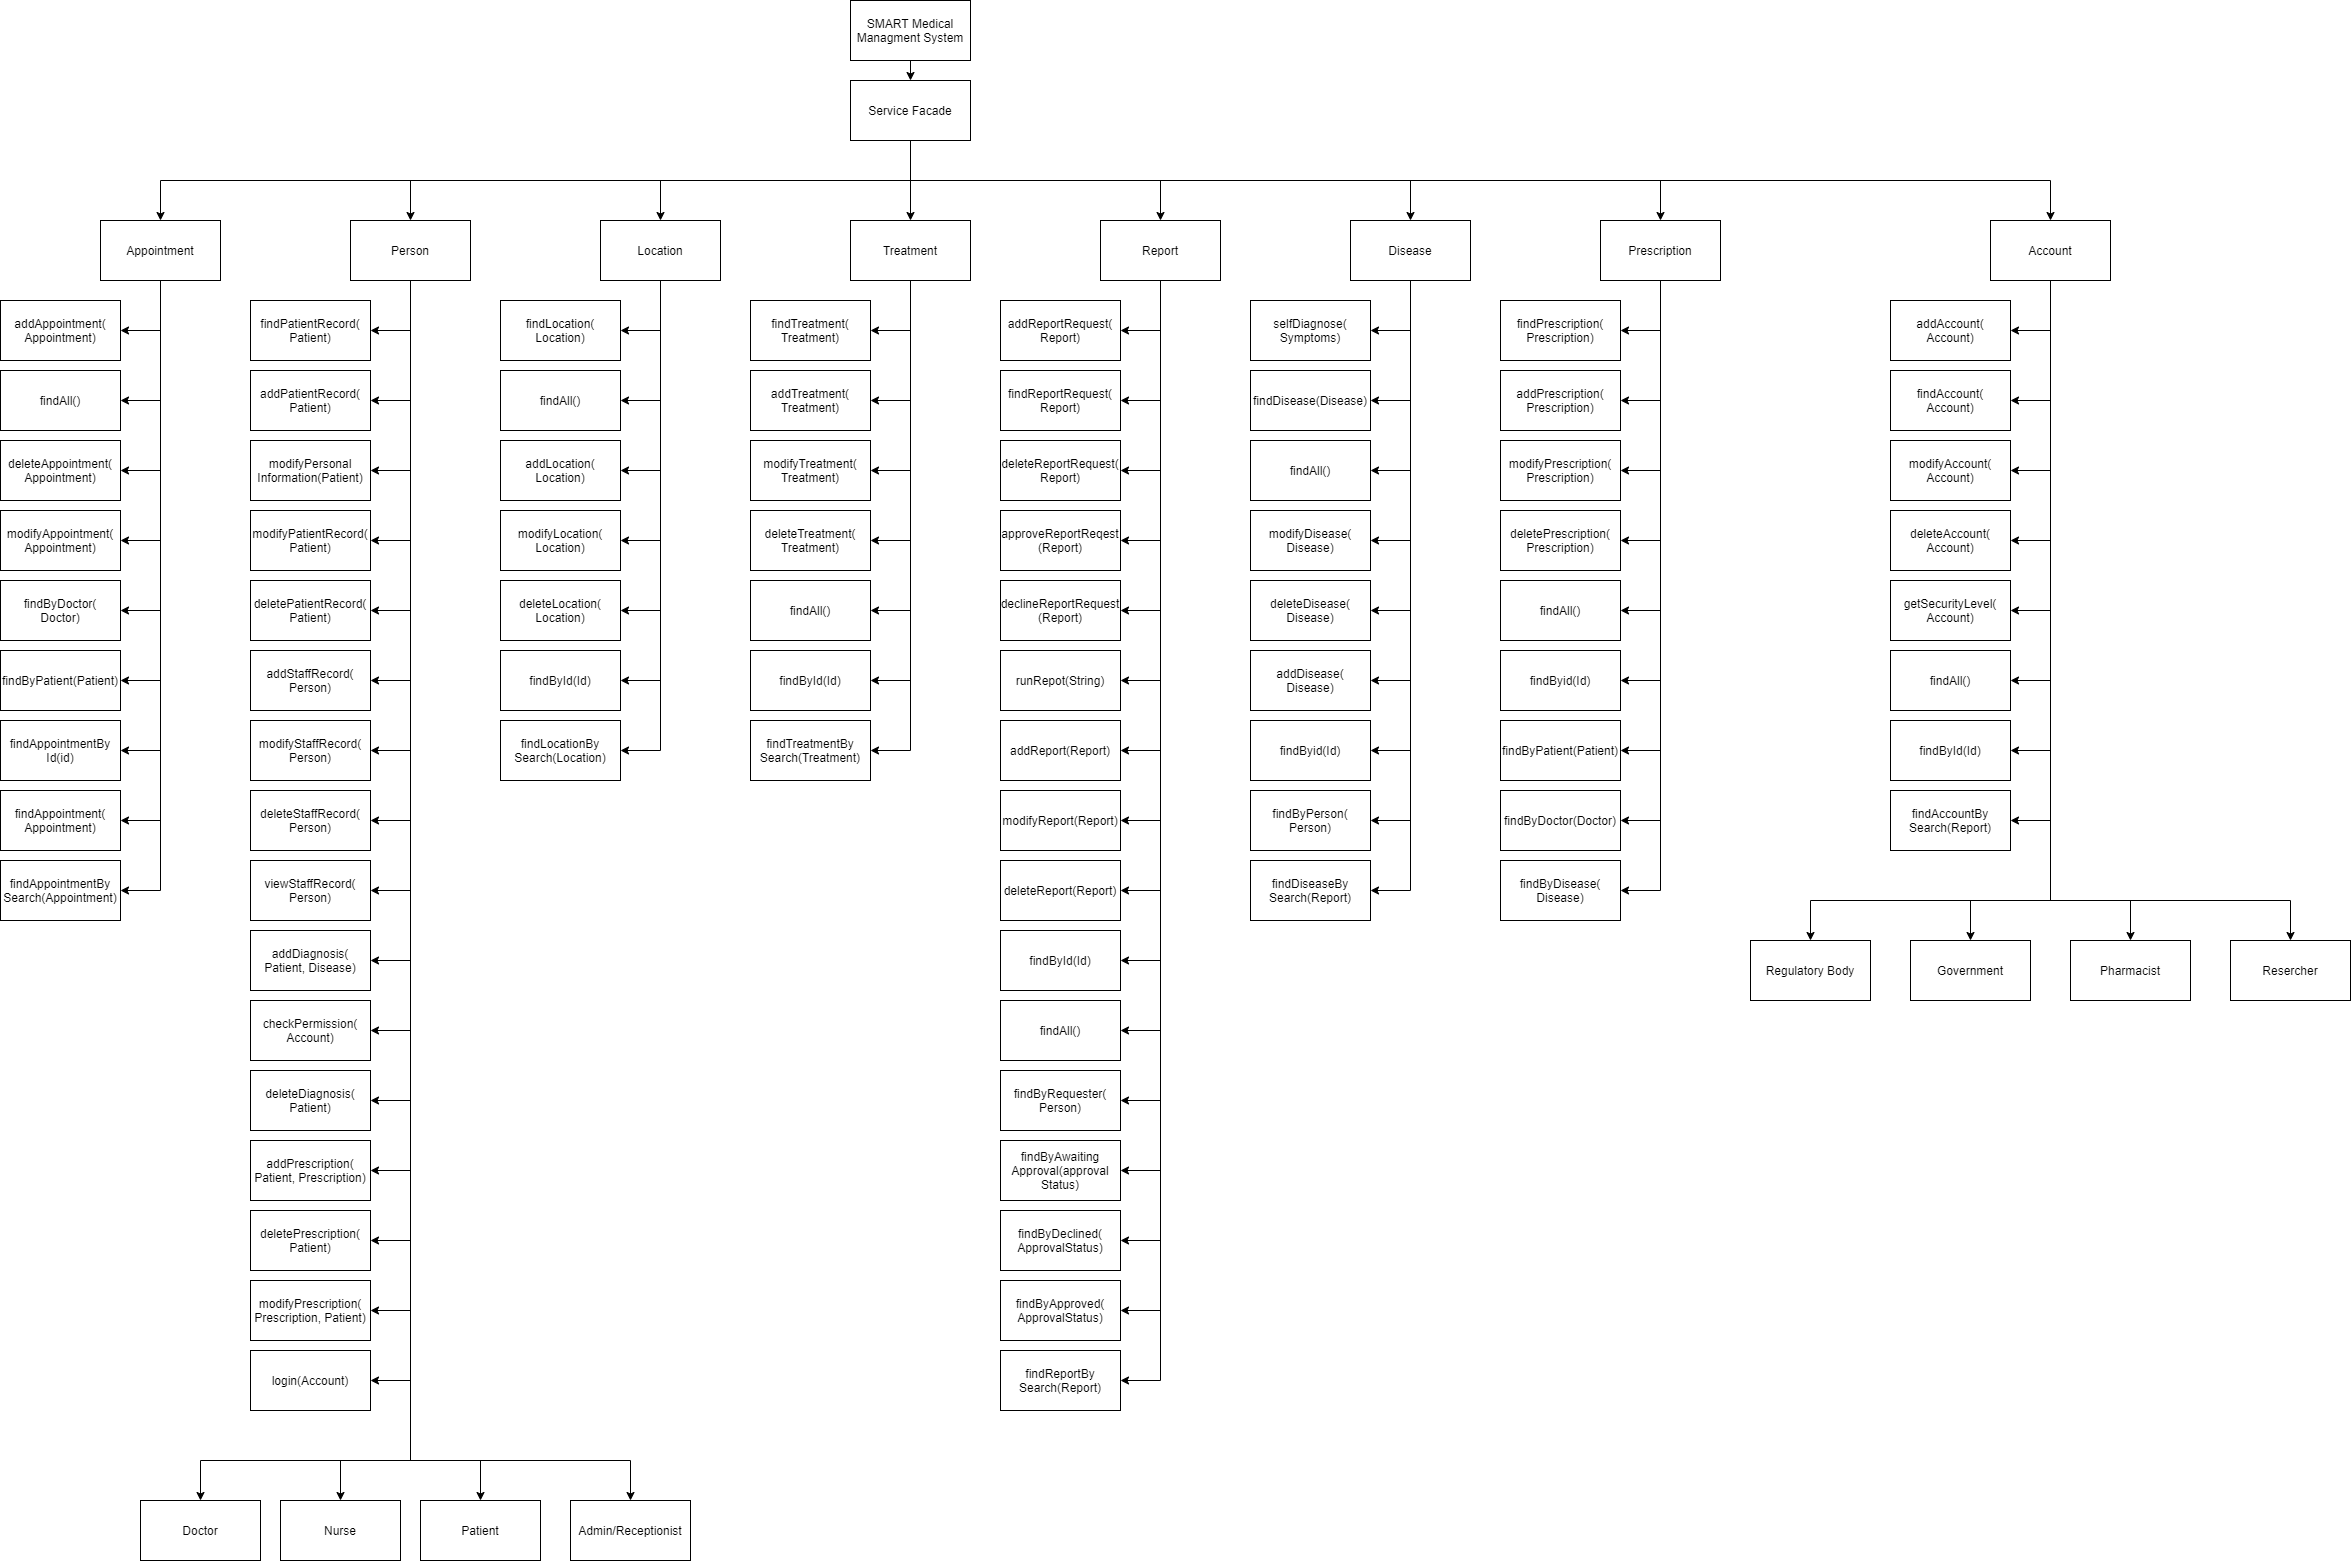 SMART Medical
Managment System
Service Facade
Appointment
Person
Location
Treatment
Report
Disease
Prescription
Account
addAppointment(
Appointment)
findAll()
deleteAppointment(
Appointment)
modifyAppointment(
Appointment)
findByDoctor(
Doctor)
findByPatient(Patient)
findAppointmentBy
Id(id)
findAppointment(
Appointment)
findAppointmentBy
Search(Appointment)
findPatientRecord(
Patient)
addPatientRecord(
Patient)
modifyPersonal
Information(Patient)
modifyPatientRecord(
Patient)
deletePatientRecord(
Patient)
addStaffRecord(
Person)
modifyStaffRecord(
Person)
deleteStaffRecord(
Person)
viewStaffRecord(
Person)
addDiagnosis(
Patient, Disease)
checkPermission(
Account)
deleteDiagnosis(
Patient)
addPrescription(
Patient, Prescription)
deletePrescription(
Patient)
modifyPrescription(
Prescription, Patient)
login(Account)
Doctor
Nurse
Patient
Admin/Receptionist
findLocation(
Location)
findAll()
addLocation(
Location)
modifyLocation(
Location)
deleteLocation(
Location)
findById(Id)
findLocationBy
Search(Location)
findTreatment(
Treatment)
addTreatment(
Treatment)
modifyTreatment(
Treatment)
deleteTreatment(
Treatment)
findAll()
findById(Id)
findTreatmentBy
Search(Treatment)
addReportRequest(
Report)
findReportRequest(
Report)
deleteReportRequest(
Report)
approveReportReqest
(Report)
declineReportRequest
(Report)
runRepot(String)
addReport(Report)
modifyReport(Report)
deleteReport(Report)
findById(Id)
findAll()
findByRequester(
Person)
findByAwaiting
Approval(approval
Status)
findByDeclined(
ApprovalStatus)
findByApproved(
ApprovalStatus)
findReportBy
Search(Report)
selfDiagnose(
Symptoms)
findDisease(Disease)
findAll()
modifyDisease(
Disease)
deleteDisease(
Disease)
addDisease(
Disease)
findByid(Id)
findByPerson(
Person)
findDiseaseBy
Search(Report)
findPrescription(
Prescription)
addPrescription(
Prescription)
modifyPrescription(
Prescription)
deletePrescription(
Prescription)
findAll()
findByid(Id)
findByPatient(Patient)
findByDoctor(Doctor)
findByDisease(
Disease)
addAccount(
Account)
findAccount(
Account)
modifyAccount(
Account)
deleteAccount(
Account)
getSecurityLevel(
Account)
findAll()
findById(Id)
findAccountBy
Search(Report)
Regulatory Body
Government
Pharmacist
Resercher